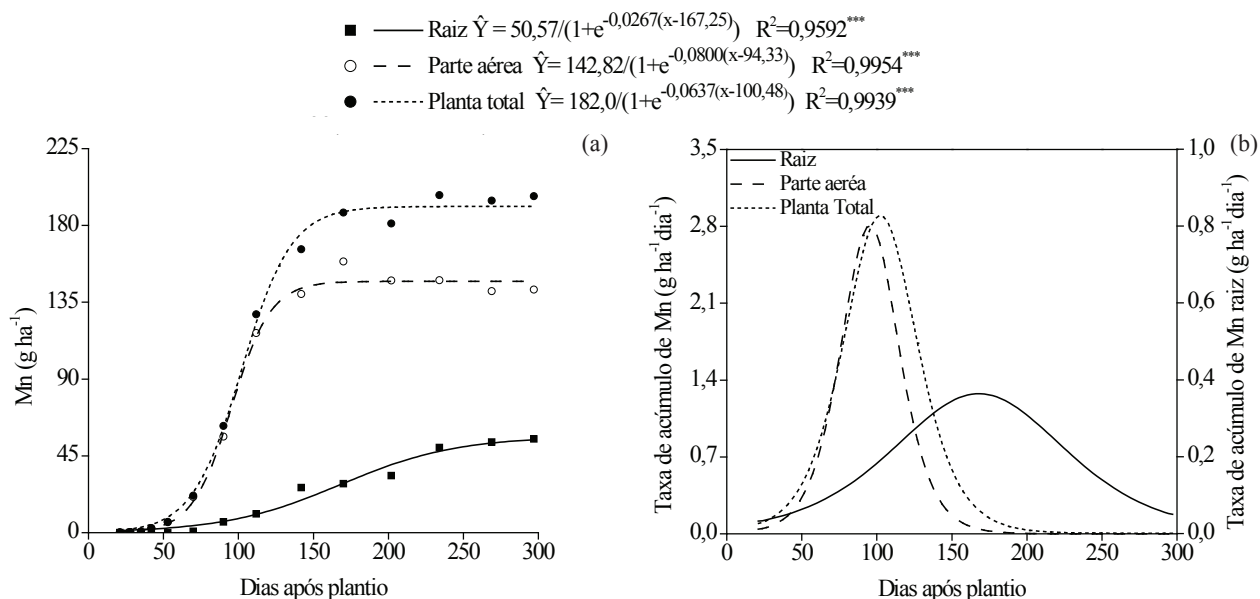 Raiz Ŷ = 50,57/(1+e^-0,0267(x-167,25)) R²=0,9592***
Parte aérea Ŷ= 142,82/(1+e^-0,0800(x-94,33)) R²=0,9954***
Planta total Ŷ= 182,0/(1+e^-0,0637(x-100,48)) R²=0,9939***
(a)
225
180
135
90
45
0
Mn (g ha⁻¹)
0 50 100 150 200 250 300
Dias após plantio
(b)
Raiz
Parte aeréa
Planta Total
3,5
2,8
2,1
1,4
0,7
0,0
Taxa de acúmulo de Mn (g ha⁻¹dia⁻¹)
1,0
0,8
0,6
0,4
0,2
0,0
Taxa de acúmulo de Mn raiz (g ha⁻¹dia⁻¹)
0 50 100 150 200 250 300
Dias após plantio